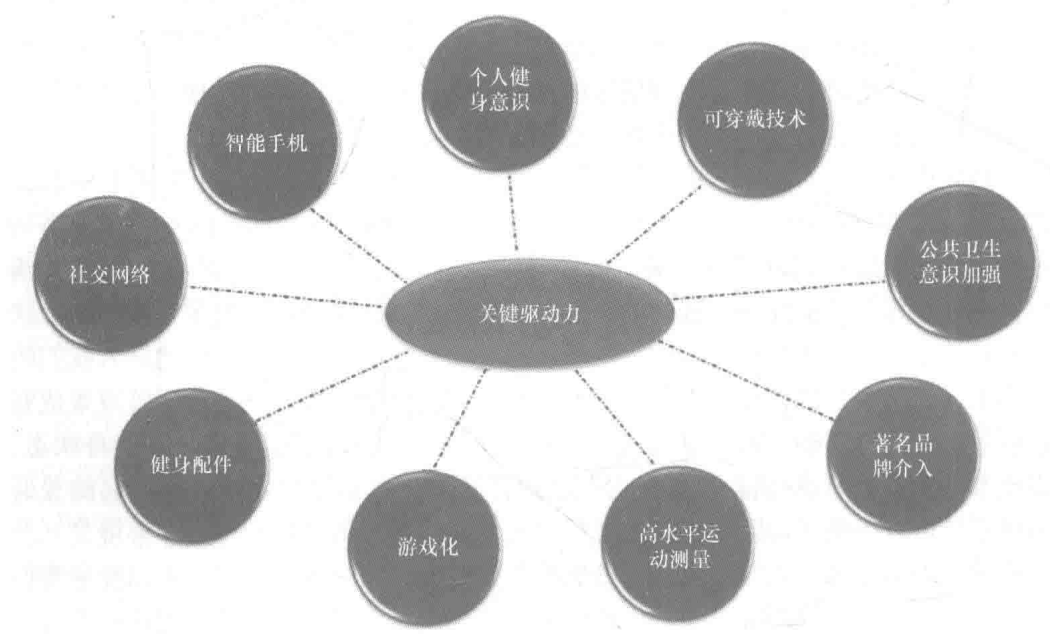 个人健
身意识
智能手机
可穿戴技术
社交网络
公共卫生
意识加强
关键驱动力
健身配件
著名品
牌介入
游戏化
高水平运
动测量